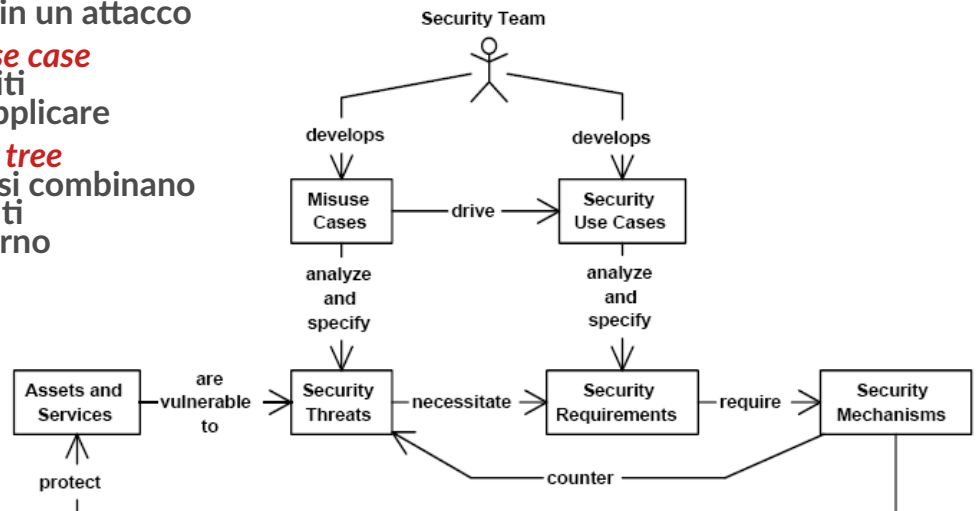 in un attacco
se case
iti
pplicare
tree
si combinano
ti
rno
Security Team
develops
develops
Misuse
Cases
drive
Security
Use Cases
analyze
and
specify
analyze
and
specify
Assets and
Services
are
vulnerable
to
Security
Threats
necessitate
Security
Requirements
require
Security
Mechanisms
counter
protect